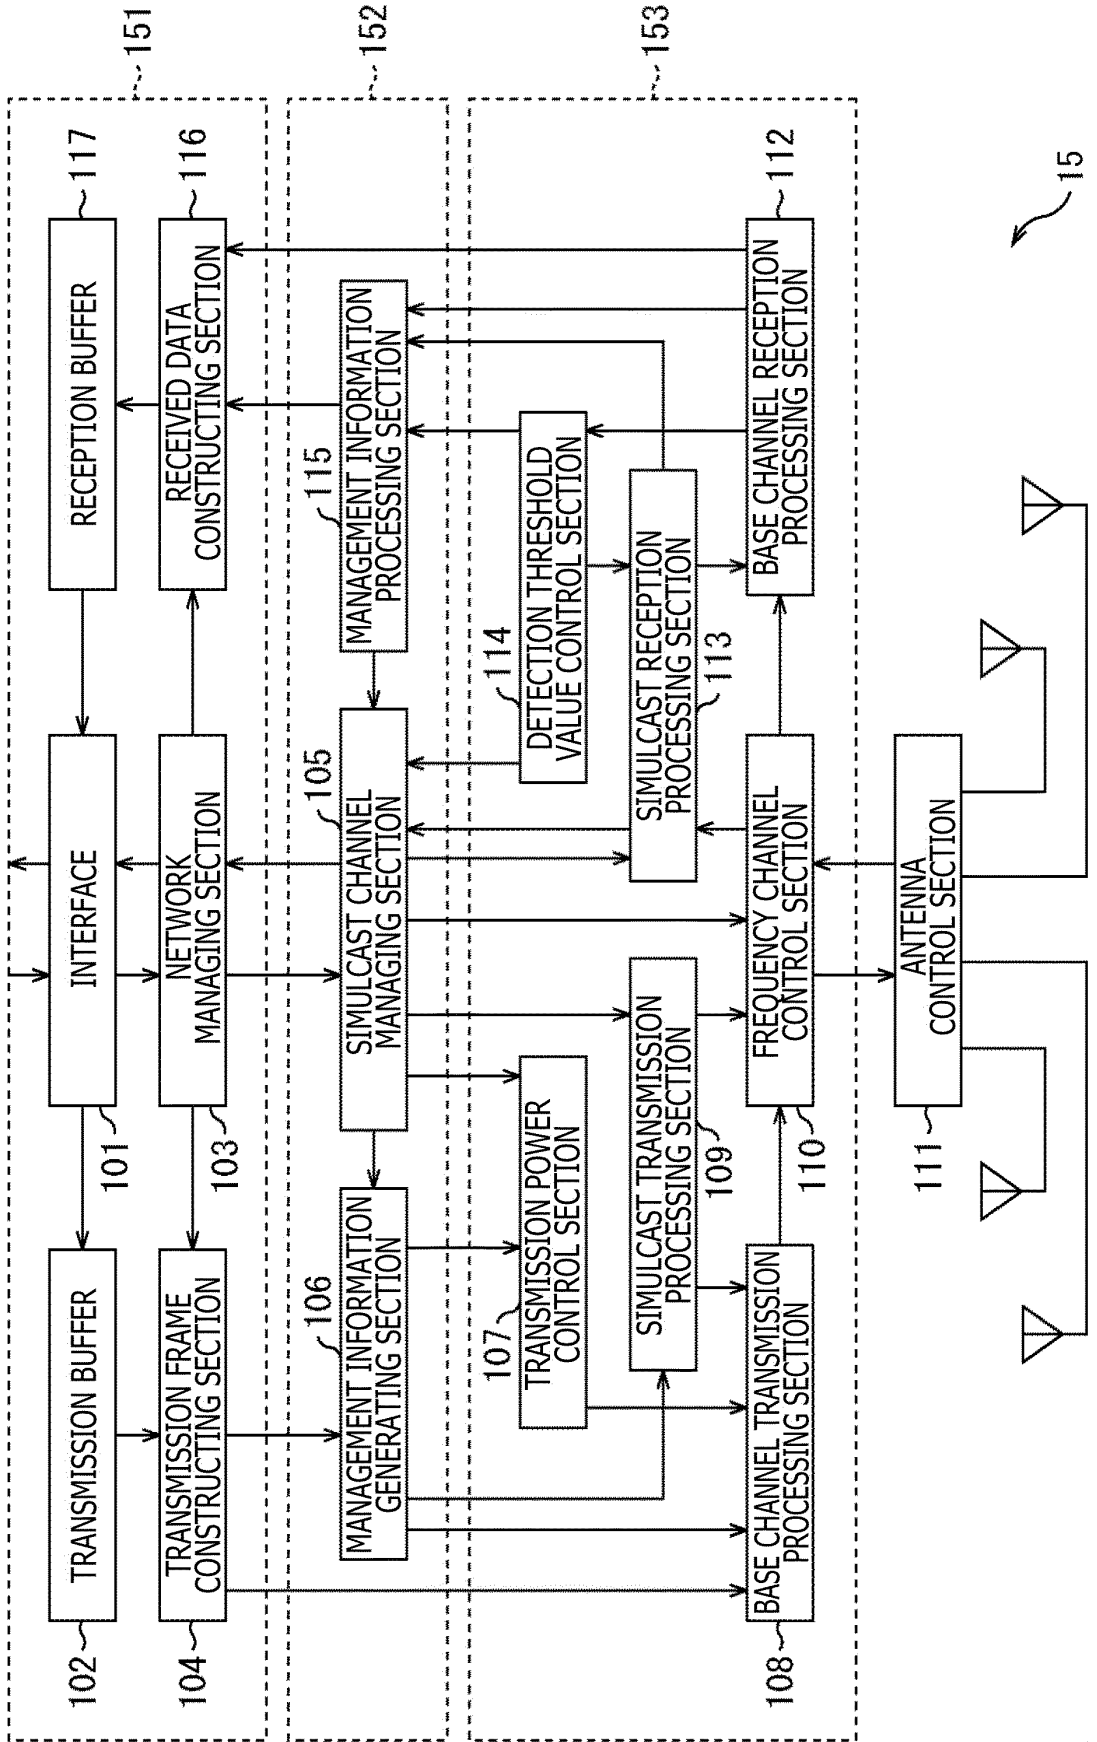 151
152
153
117
116
112
15
RECEPTION BUFFER
RECEIVED DATA
CONSTRUCTING SECTION
115
MANAGEMENT INFORMATION
PROCESSING SECTION
114
DETECTION THRESHOLD
VALUE CONTROL SECTION
SIMULCAST RECEPTION
PROCESSING SECTION
113
BASE CHANNEL RECEPTION
PROCESSING SECTION
INTERFACE
101
NETWORK
MANAGING SECTION
103
105
SIMULCAST CHANNEL
MANAGING SECTION
FREQUENCY CHANNEL
CONTROL SECTION
110
ANTENNA
CONTROL SECTION
111
TRANSMISSION BUFFER
102
TRANSMISSION FRAME
CONSTRUCTING SECTION
104
106
MANAGEMENT INFORMATION
GENERATING SECTION
107
TRANSMISSION POWER
CONTROL SECTION
SIMULCAST TRANSMISSION
PROCESSING SECTION
109
BASE CHANNEL TRANSMISSION
PROCESSING SECTION
108